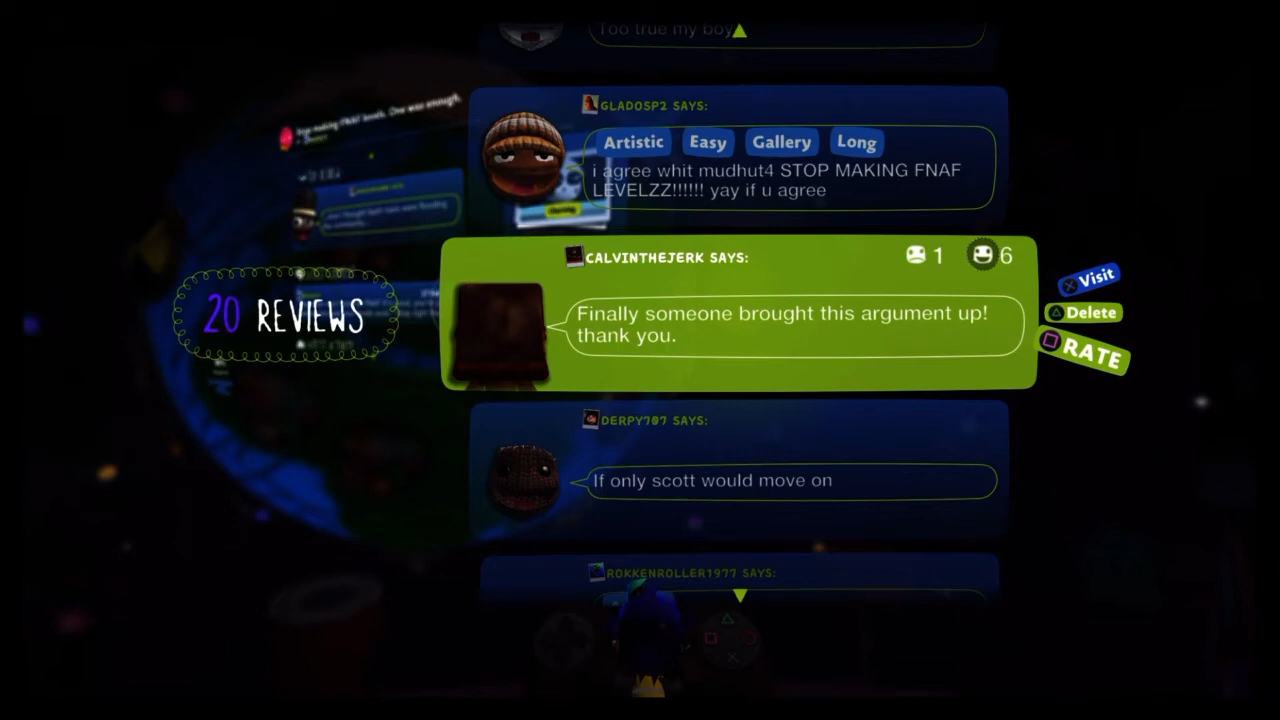 Too true my boy
GLADOSP2 SAYS:
Artistic Easy Gallery Long
i agree whit mudhut4 STOP MAKING FNAF
LEVELZZ!!!!!! yay if u agree
CALVINTHEJERK SAYS:
1 6
Finally someone brought this argument up!
thank you.
Visit
Delete
RATE
20 REVIEWS
DERPY707 SAYS:
If only scott would move on
ROKKENROLLER1977 SAYS: